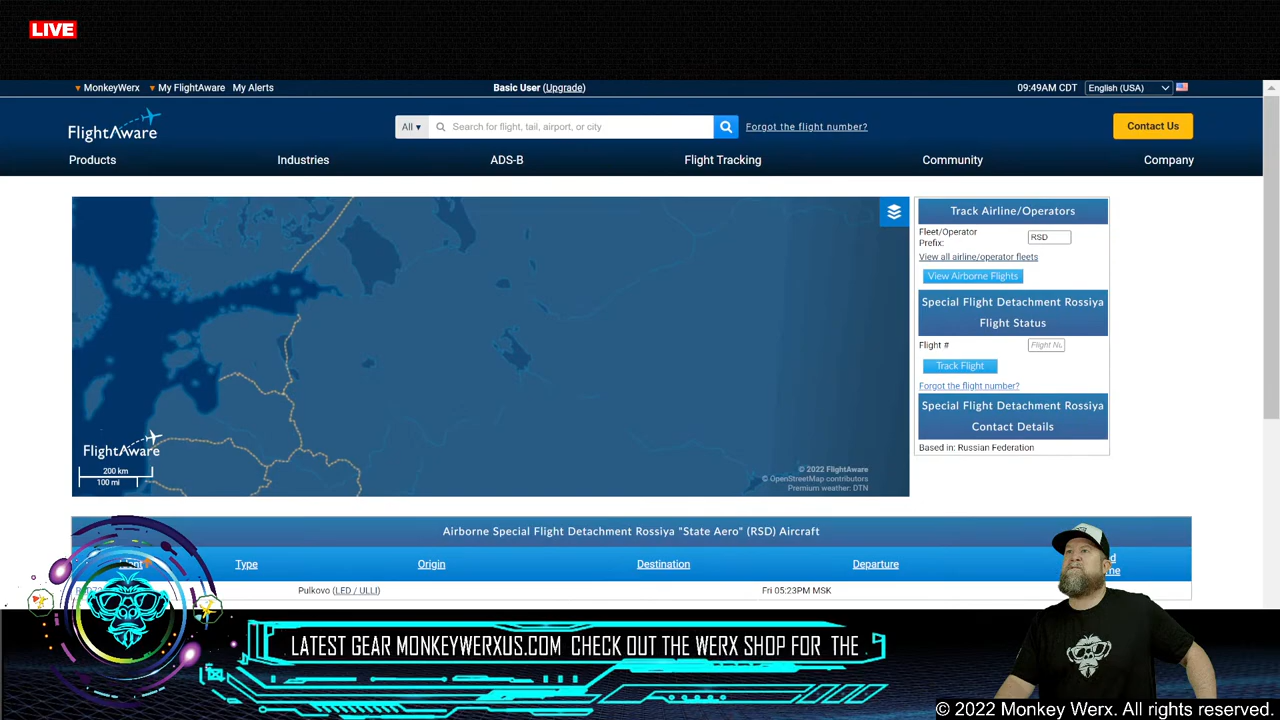 LIVE
▾ MonkeyWerx ▾ My FlightAware My Alerts Basic User (Upgrade) 09:49AM CDT English (USA)
FlightAware
All ▾ Search for flight, tail, airport, or city Forgot the flight number? Contact Us
Products Industries ADS-B Flight Tracking Community Company
Track Airline/Operators
Fleet/Operator
Prefix: RSD
View all airline/operator fleets
View Airborne Flights
Special Flight Detachment Rossiya
Flight Status
Flight #
Track Flight
Forgot the flight number?
Special Flight Detachment Rossiya
Contact Details
Based in: Russian Federation
FlightAware
200 km
100 mi
© 2022 FlightAware
© OpenStreetMap contributors
Premium weather: DTN
Airborne Special Flight Detachment Rossiya "State Aero" (RSD) Aircraft
Type Origin Destination Departure
Pulkovo (LED / ULLI) Fri 05:23PM MSK
LATEST GEAR MONKEYWERXUS.COM CHECK OUT THE WERX SHOP FOR THE
© 2022 Monkey Werx. All rights reserved.